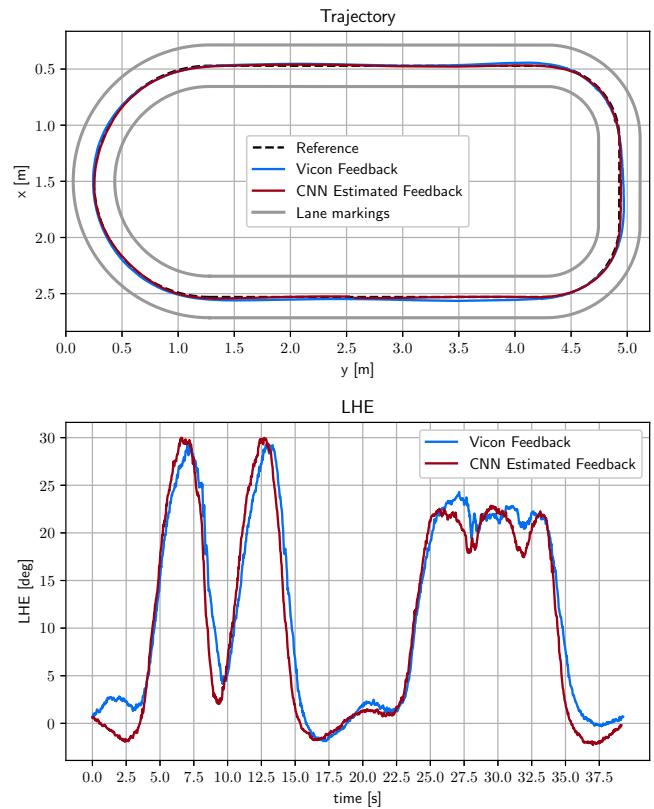 Trajectory
0.5
1.0
1.5
2.0
2.5
x [m]
Reference
Vicon Feedback
CNN Estimated Feedback
Lane markings
0.0 0.5 1.0 1.5 2.0 2.5 3.0 3.5 4.0 4.5 5.0
y [m]
LHE
30
25
20
15
10
5
0
LHE [deg]
Vicon Feedback
CNN Estimated Feedback
0.0 2.5 5.0 7.5 10.0 12.5 15.0 17.5 20.0 22.5 25.0 27.5 30.0 32.5 35.0 37.5
time [s]